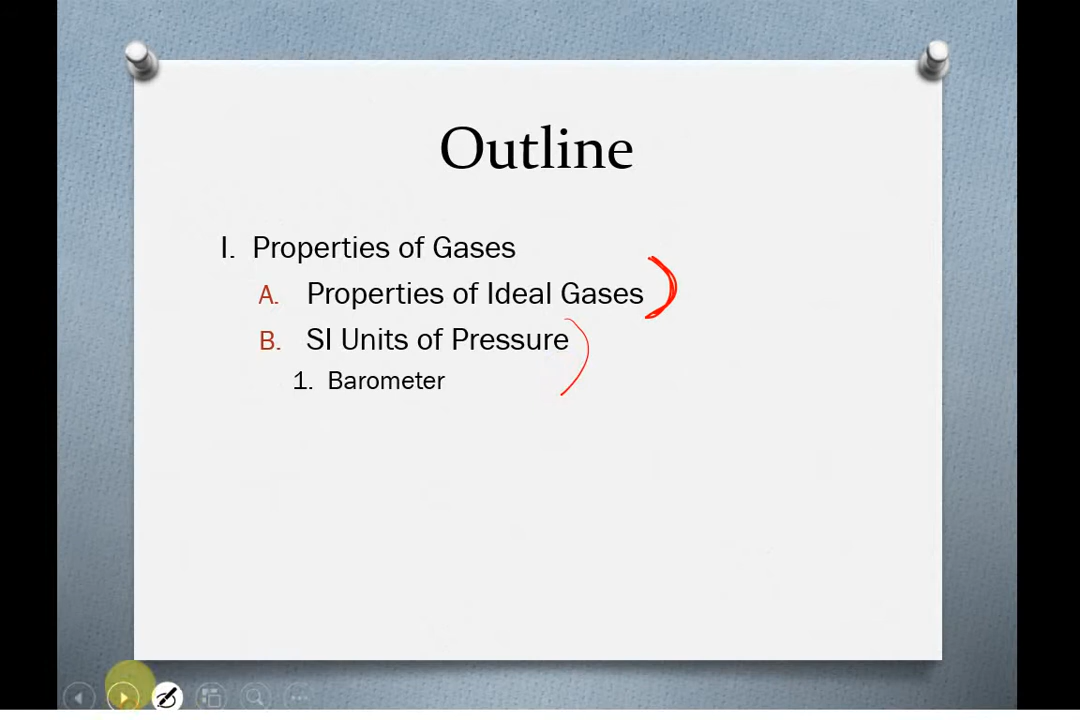 Outline
I. Properties of Gases
A. Properties of Ideal Gases
B. SI Units of Pressure
1. Barometer